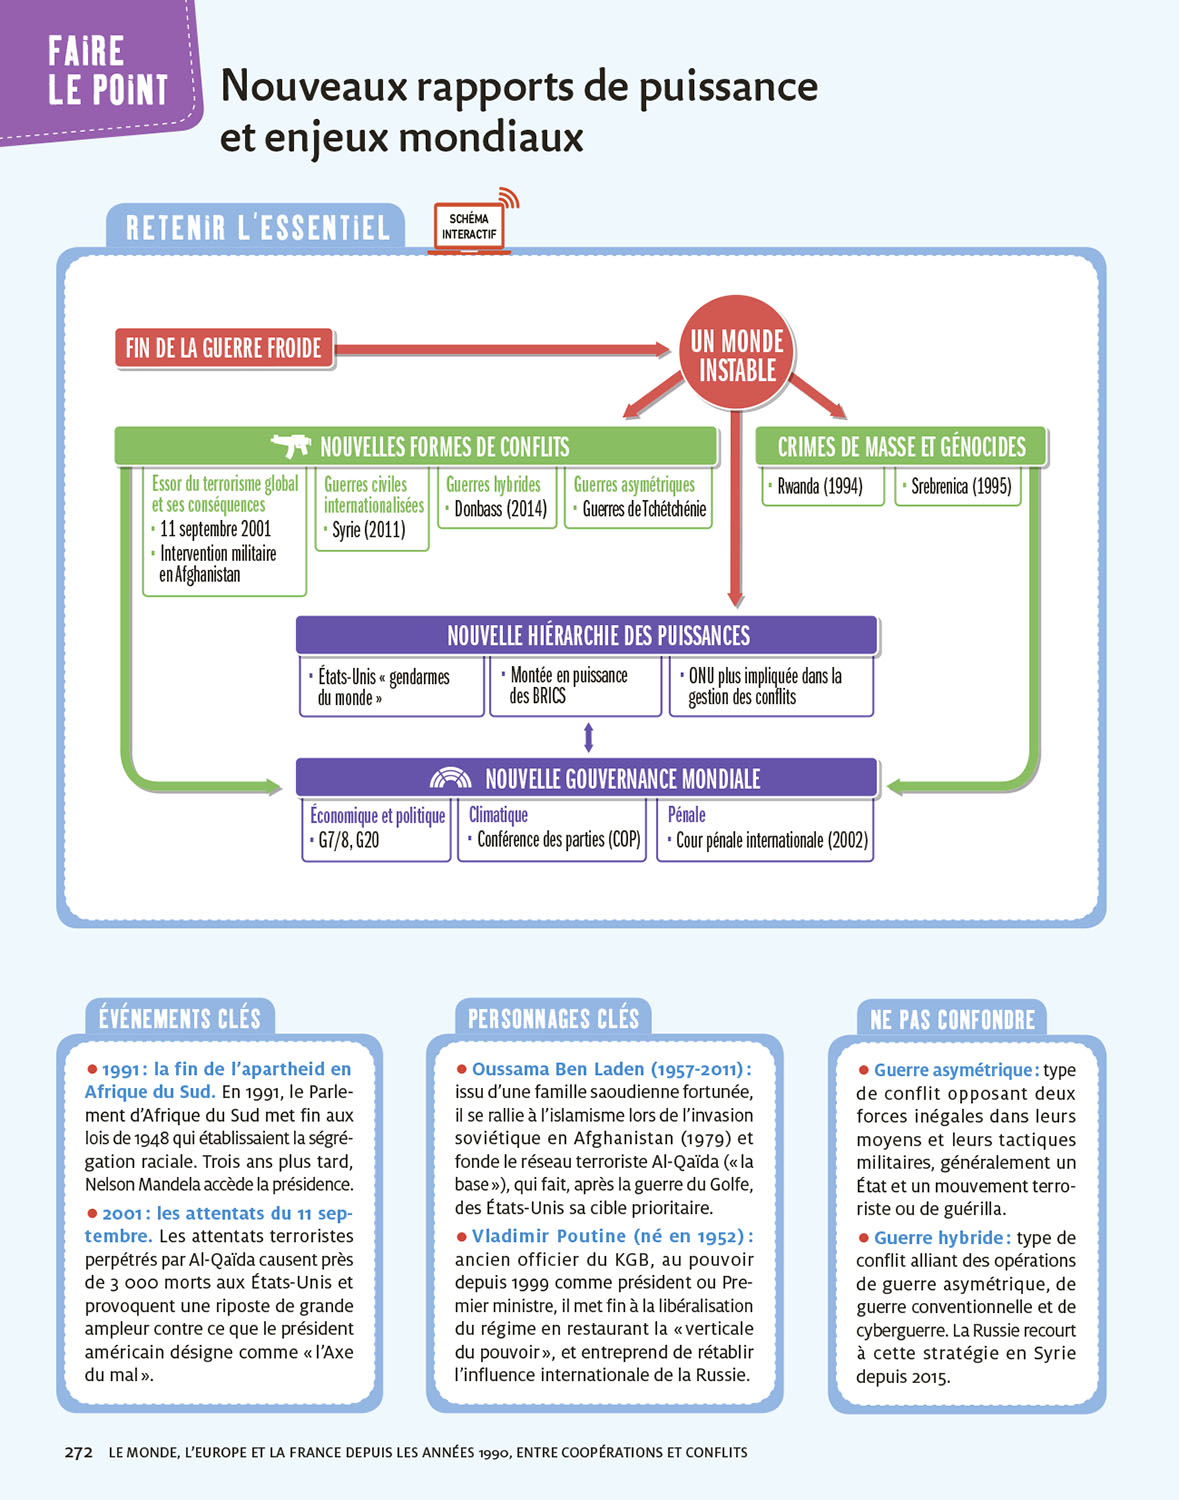 FAIRE
LE POINT
Nouveaux rapports de puissance
et enjeux mondiaux
RETENIR L'ESSENTIEL
SCHÉMA
INTERACTIF
FIN DE LA GUERRE FROIDE
UN MONDE
INSTABLE
NOUVELLES FORMES DE CONFLITS
Essor du terrorisme global
et ses conséquences
• 11 septembre 2001
• Intervention militaire
en Afghanistan
Guerres civiles
internationalisées
• Syrie (2011)
Guerres hybrides
• Donbass (2014)
Guerres asymétriques
• Guerres de Tchétchénie
CRIMES DE MASSE ET GÉNOCIDES
• Rwanda (1994)
• Srebrenica (1995)
NOUVELLE HIÉRARCHIE DES PUISSANCES
• États-Unis « gendarmes
du monde »
• Montée en puissance
des BRICS
• ONU plus impliquée dans la
gestion des conflits
NOUVELLE GOUVERNANCE MONDIALE
Économique et politique
• G7/8, G20
Climatique
• Conférence des parties (COP)
Pénale
• Cour pénale internationale (2002)
ÉVÉNEMENTS CLÉS
• 1991 : la fin de l'apartheid en
Afrique du Sud. En 1991, le Parle-
ment d'Afrique du Sud met fin aux
lois de 1948 qui établissaient la ségré-
gation raciale. Trois ans plus tard,
Nelson Mandela accède la présidence.
• 2001 : les attentats du 11 sep-
tembre. Les attentats terroristes
perpétrés par Al-Qaïda causent près
de 3 000 morts aux États-Unis et
provoquent une riposte de grande
ampleur contre ce que le président
américain désigne comme « l'Axe
du mal ».
PERSONNAGES CLÉS
• Oussama Ben Laden (1957-2011) :
issu d'une famille saoudienne fortunée,
il se rallie à l'islamisme lors de l'invasion
soviétique en Afghanistan (1979) et
fonde le réseau terroriste Al-Qaïda (« la
base »), qui fait, après la guerre du Golfe,
des États-Unis sa cible prioritaire.
• Vladimir Poutine (né en 1952) :
ancien officier du KGB, au pouvoir
depuis 1999 comme président ou Pre-
mier ministre, il met fin à la libéralisation
du régime en restaurant la « verticale
du pouvoir », et entreprend de rétablir
l'influence internationale de la Russie.
NE PAS CONFONDRE
• Guerre asymétrique : type
de conflit opposant deux
forces inégales dans leurs
moyens et leurs tactiques
militaires, généralement un
État et un mouvement terro-
riste ou de guérilla.
• Guerre hybride : type de
conflit alliant des opérations
de guerre asymétrique, de
guerre conventionnelle et de
cyberguerre. La Russie recourt
à cette stratégie en Syrie
depuis 2015.
272 LE MONDE, L'EUROPE ET LA FRANCE DEPUIS LES ANNÉES 1990, ENTRE COOPÉRATIONS ET CONFLITS